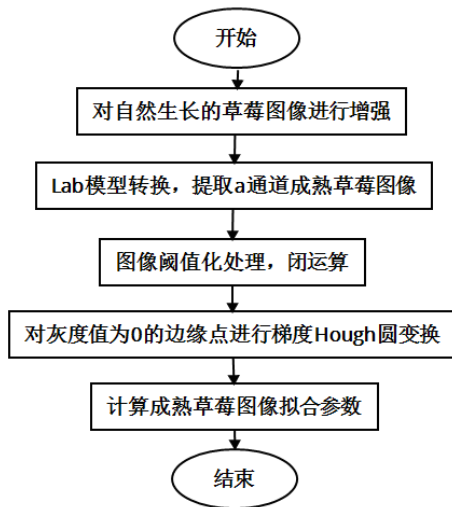 开始
对自然生长的草莓图像进行增强
Lab模型转换，提取a通道成熟草莓图像
图像阈值化处理，闭运算
对灰度值为0的边缘点进行梯度Hough圆变换
计算成熟草莓图像拟合参数
结束